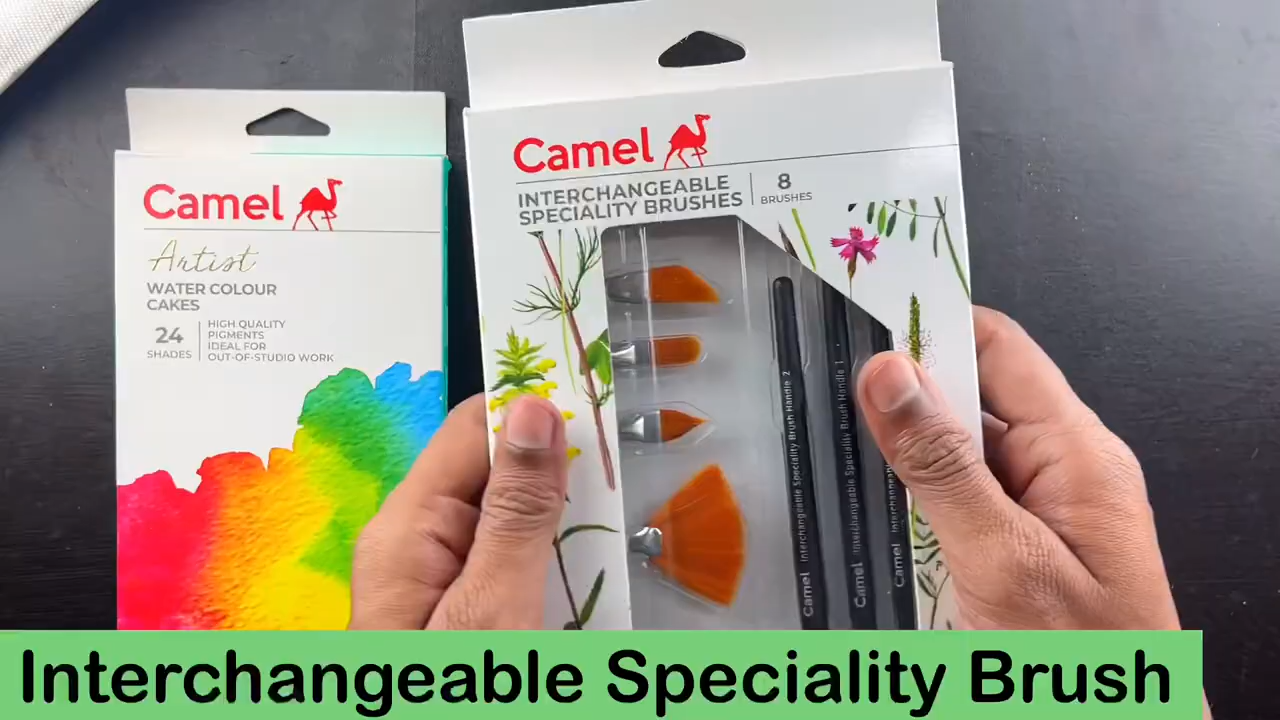 Camel
Artist
WATER COLOUR
CAKES
24
SHADES
HIGH QUALITY
PIGMENTS
IDEAL FOR
OUT-OF-STUDIO WORK
Camel
INTERCHANGEABLE
SPECIALITY BRUSHES
8
BRUSHES
Camel Interchangeable Speciality Brush Handle 2
Camel Interchangeable Speciality Brush Handle 1
Camel
Interchangeable Speciality Brush